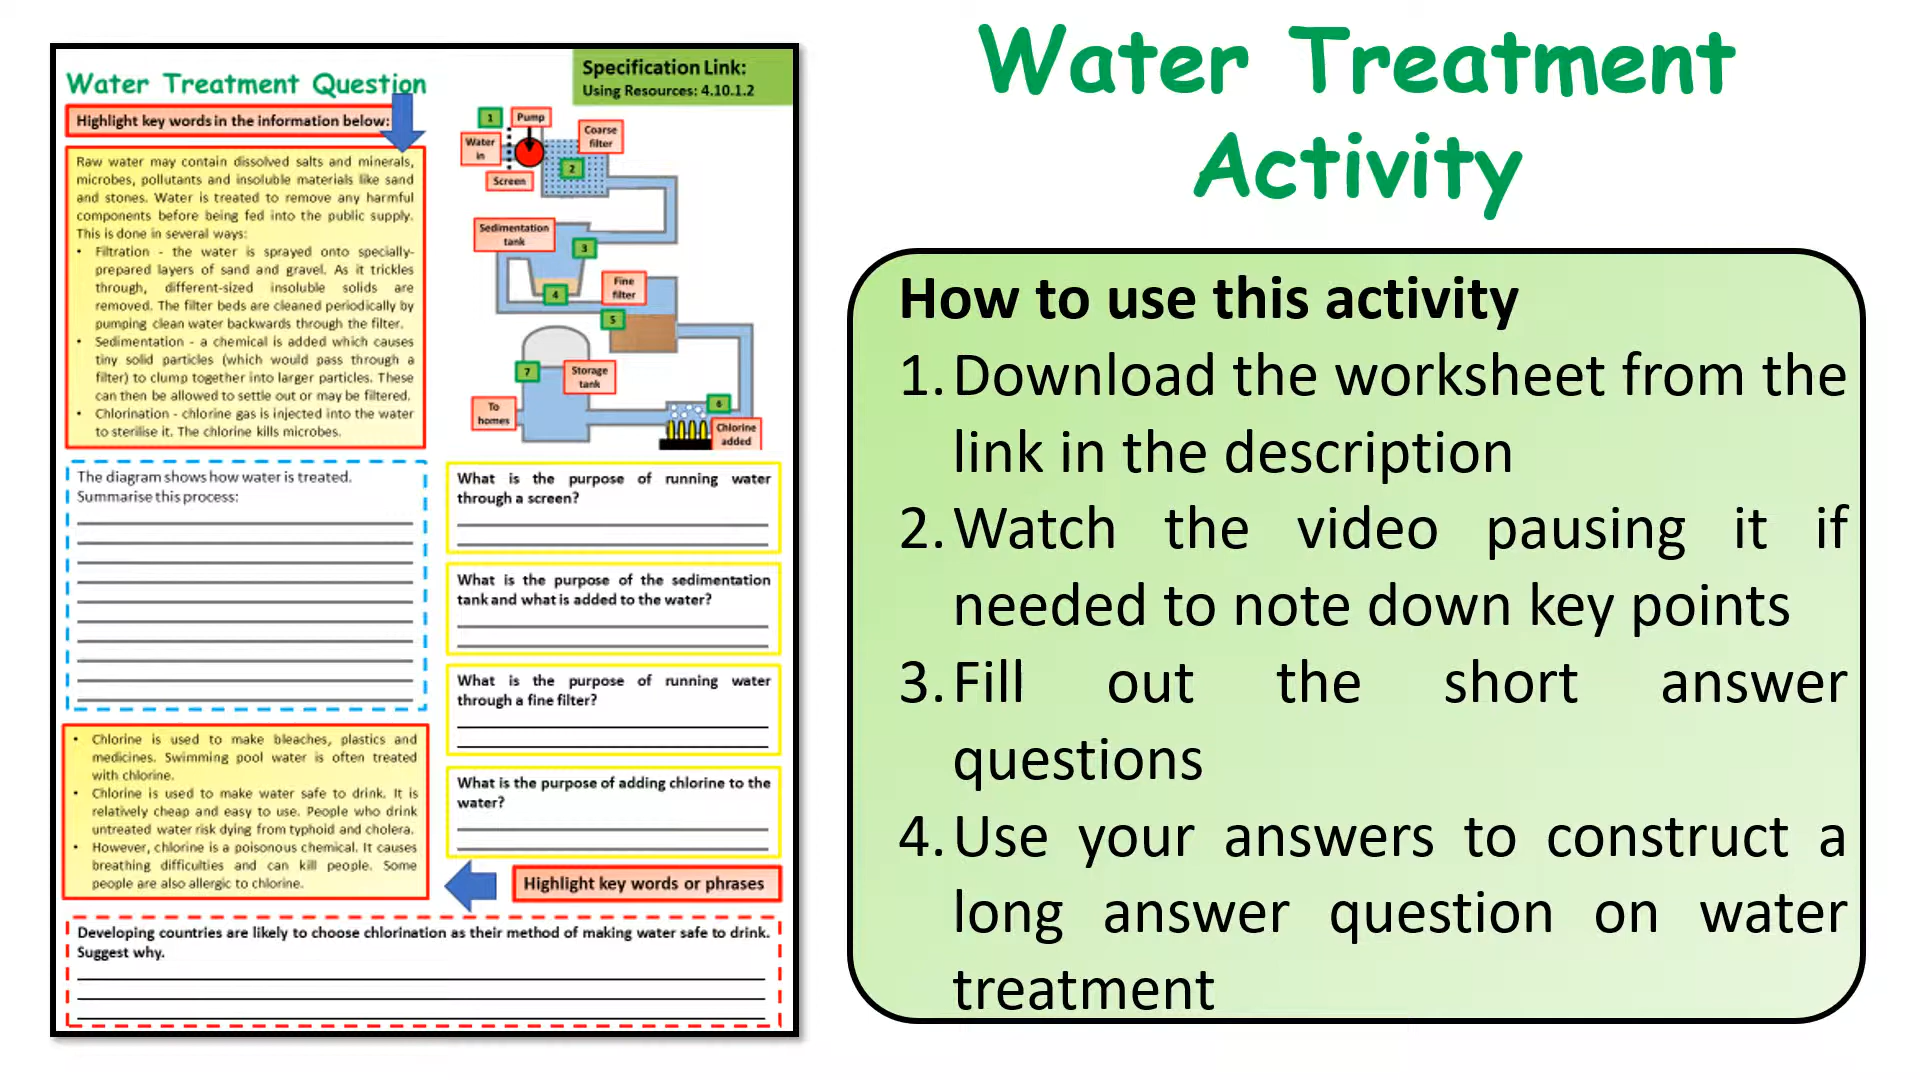 Water Treatment Question
Specification Link:
Using Resources: 4.10.1.2
Highlight key words in the information below:
Raw water may contain dissolved salts and minerals,
microbes, pollutants and insoluble materials like sand
and stones. Water is treated to remove any harmful
components before being fed into the public supply.
This is done in several ways:
• Filtration - the water is sprayed onto specially-
prepared layers of sand and gravel. As it trickles
through, different-sized insoluble solids are
removed. The filter beds are cleaned periodically by
pumping clean water backwards through the filter.
• Sedimentation - a chemical is added which causes
tiny solid particles (which would pass through a
filter) to clump together into larger particles. These
can then be allowed to settle out or may be filtered.
• Chlorination - chlorine gas is injected into the water
to sterilise it. The chlorine kills microbes.
1
Pump
Water
in
Coarse
filter
2
Screen
Sedimentation
tank
3
4
Fine
filter
5
7
Storage
tank
To
homes
6
Chlorine
added
The diagram shows how water is treated.
Summarise this process:
What is the purpose of running water
through a screen?
What is the purpose of the sedimentation
tank and what is added to the water?
What is the purpose of running water
through a fine filter?
What is the purpose of adding chlorine to the
water?
• Chlorine is used to make bleaches, plastics and
medicines. Swimming pool water is often treated
with chlorine.
• Chlorine is used to make water safe to drink. It is
relatively cheap and easy to use. People who drink
untreated water risk dying from typhoid and cholera.
• However, chlorine is a poisonous chemical. It causes
breathing difficulties and can kill people. Some
people are also allergic to chlorine.
Highlight key words or phrases
Developing countries are likely to choose chlorination as their method of making water safe to drink.
Suggest why.
Water Treatment
Activity
How to use this activity
1. Download the worksheet from the
link in the description
2. Watch the video pausing it if
needed to note down key points
3. Fill out the short answer
questions
4. Use your answers to construct a
long answer question on water
treatment